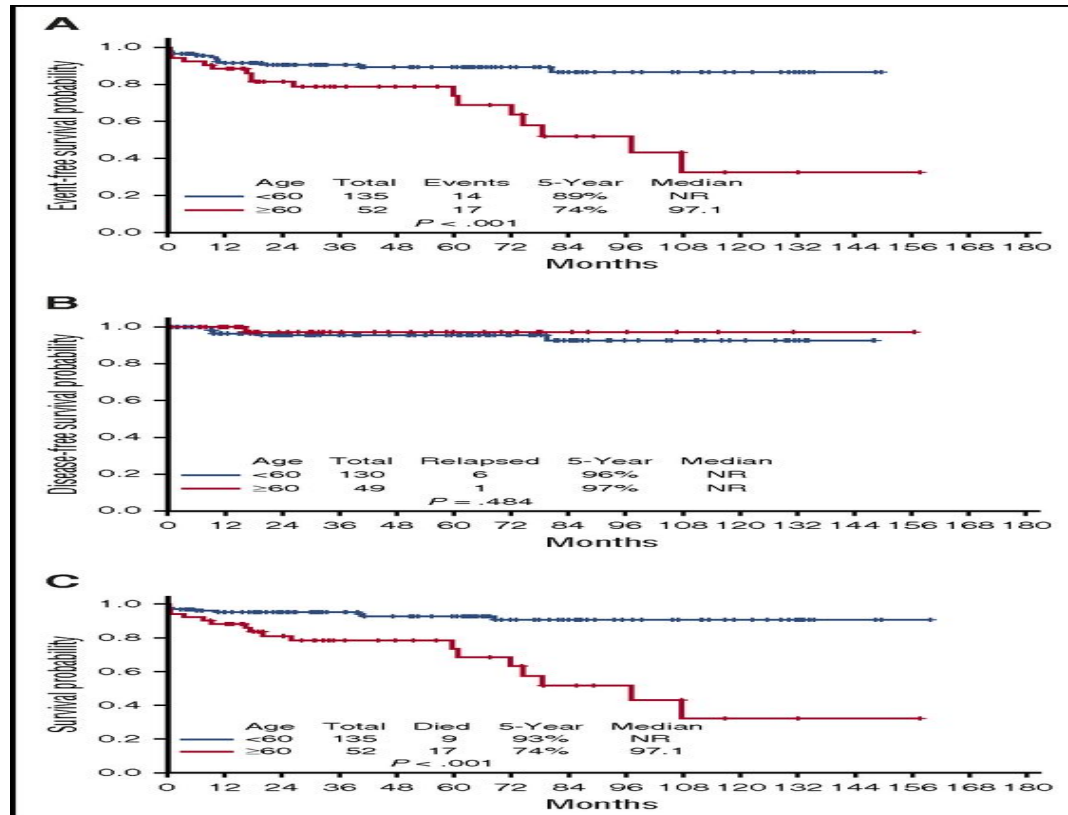 A
Event-free survival probability
1.0
0.8
0.6
0.4
0.2
0.0
Age Total Events 5-Year Median
<60 135 14 89% NR
≥60 52 17 74% 97.1
P < .001
0 12 24 36 48 60 72 84 96 108 120 132 144 156 168 180
Months
B
Disease-free survival probability
1.0
0.8
0.6
0.4
0.2
0.0
Age Total Relapsed 5-Year Median
<60 130 6 96% NR
≥60 49 1 97% NR
P = .484
0 12 24 36 48 60 72 84 96 108 120 132 144 156 168 180
Months
C
Survival probability
1.0
0.8
0.6
0.4
0.2
0.0
Age Total Died 5-Year Median
<60 135 9 93% NR
≥60 52 17 74% 97.1
P < .001
0 12 24 36 48 60 72 84 96 108 120 132 144 156 168 180
Months